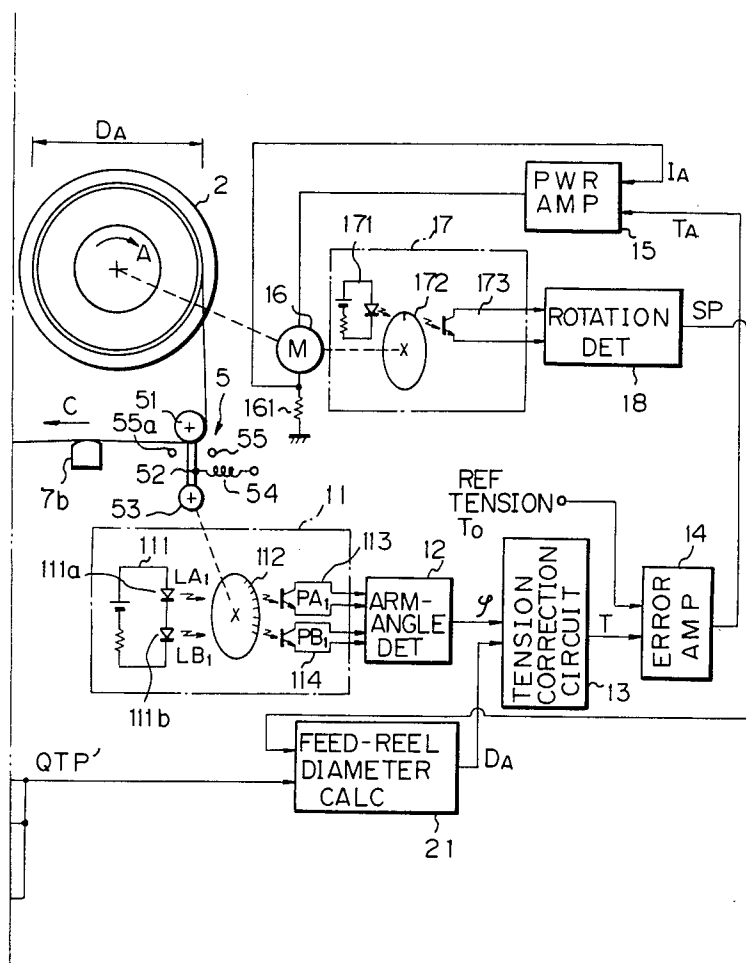 DA
2
A
IA
PWR
AMP
15
TA
17
171
172
173
16
M
161
ROTATION
DET
18
SP
C
51
5
55a
55
52
54
53
7b
11
REF
TENSION
To
14
111
111a
LA1
112
113
PA1
12
ARM-
ANGLE
DET
φ
TENSION
CORRECTION
CIRCUIT
13
T
ERROR
AMP
LB1
111b
PB1
114
QTP'
FEED-REEL
DIAMETER
CALC
21
DA